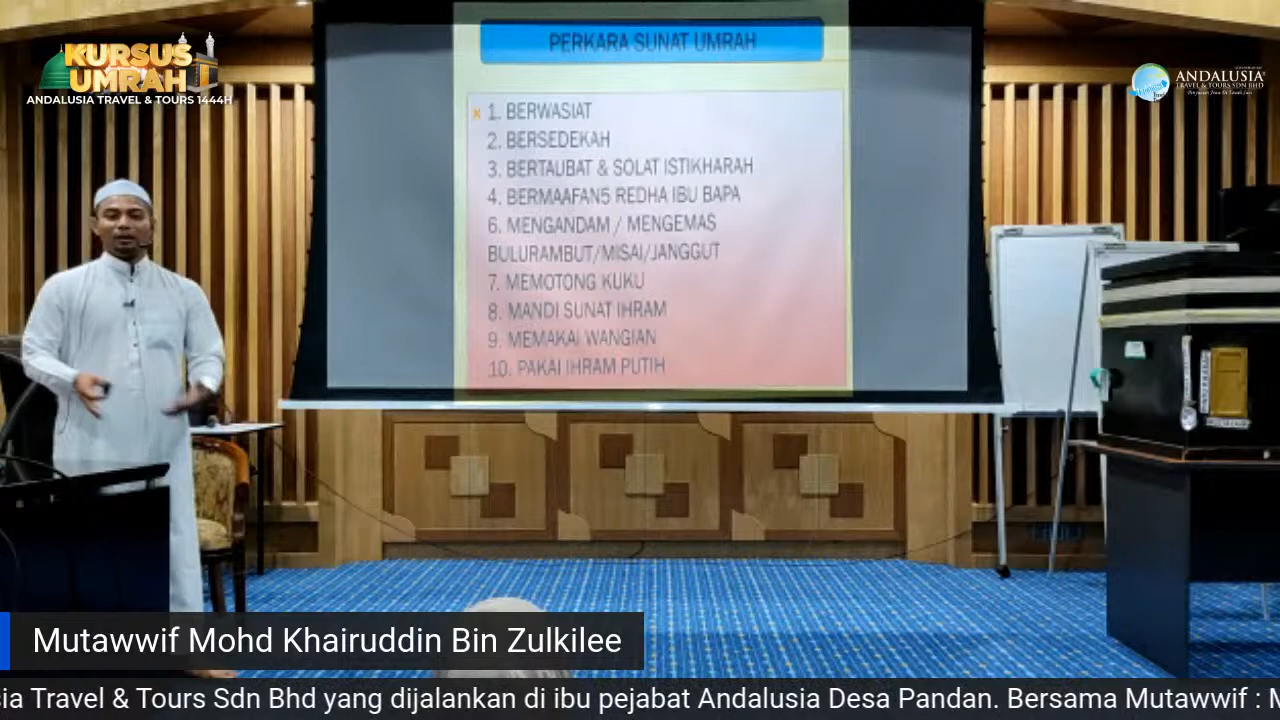 KURSUS
UMRAH
ANDALUSIA TRAVEL & TOURS 1444H
ANDALUSIA
TRAVEL & TOURS SDN BHD
PERKARA SUNAT UMRAH
1. BERWASIAT
2. BERSEDEKAH
3. BERTAUBAT & SOLAT ISTIKHARAH
4. BERMAAFAN5 REDHA IBU BAPA
6. MENGANDAM / MENGEMAS
BULURAMBUT/MISAI/JANGGUT
7. MEMOTONG KUKU
8. MANDI SUNAT IHRAM
9. MEMAKAI WANGIAN
10. PAKAI IHRAM PUTIH
Mutawwif Mohd Khairuddin Bin Zulkilee
sia Travel & Tours Sdn Bhd yang dijalankan di ibu pejabat Andalusia Desa Pandan. Bersama Mutawwif : M